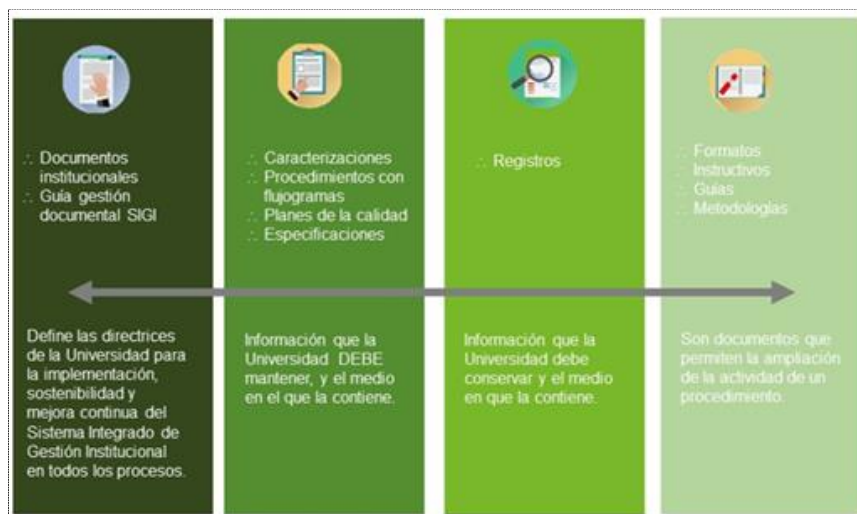 ∴ Documentos
institucionales
∴ Guía gestión
documental SIGI
Define las directrices
de la Universidad para
la implementación,
sostenibilidad y
mejora continua del
Sistema Integrado de
Gestión Institucional
en todos los procesos.
∴ Caracterizaciones
∴ Procedimientos con
flujogramas
∴ Planes de la calidad
∴ Especificaciones
Información que la
Universidad DEBE
mantener, y el medio
en el que la contiene.
∴ Registros
Información que la
Universidad debe
conservar y el medio
en que la contiene.
∴ Formatos
∴ Instructivos
∴ Guías
∴ Metodologías
Son documentos que
permiten la ampliación
de la actividad de un
procedimiento.